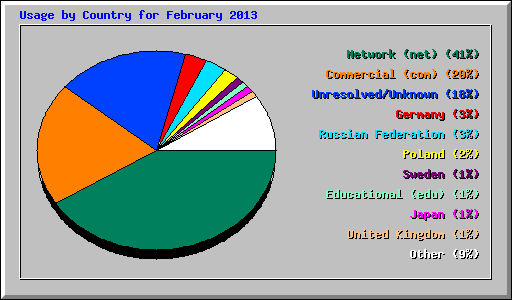 Usage by Country for February 2013
Network (net) (41%)
Commercial (com) (20%)
Unresolved/Unknown (18%)
Germany (3%)
Russian Federation (3%)
Poland (2%)
Sweden (1%)
Educational (edu) (1%)
Japan (1%)
United Kingdom (1%)
Other (9%)